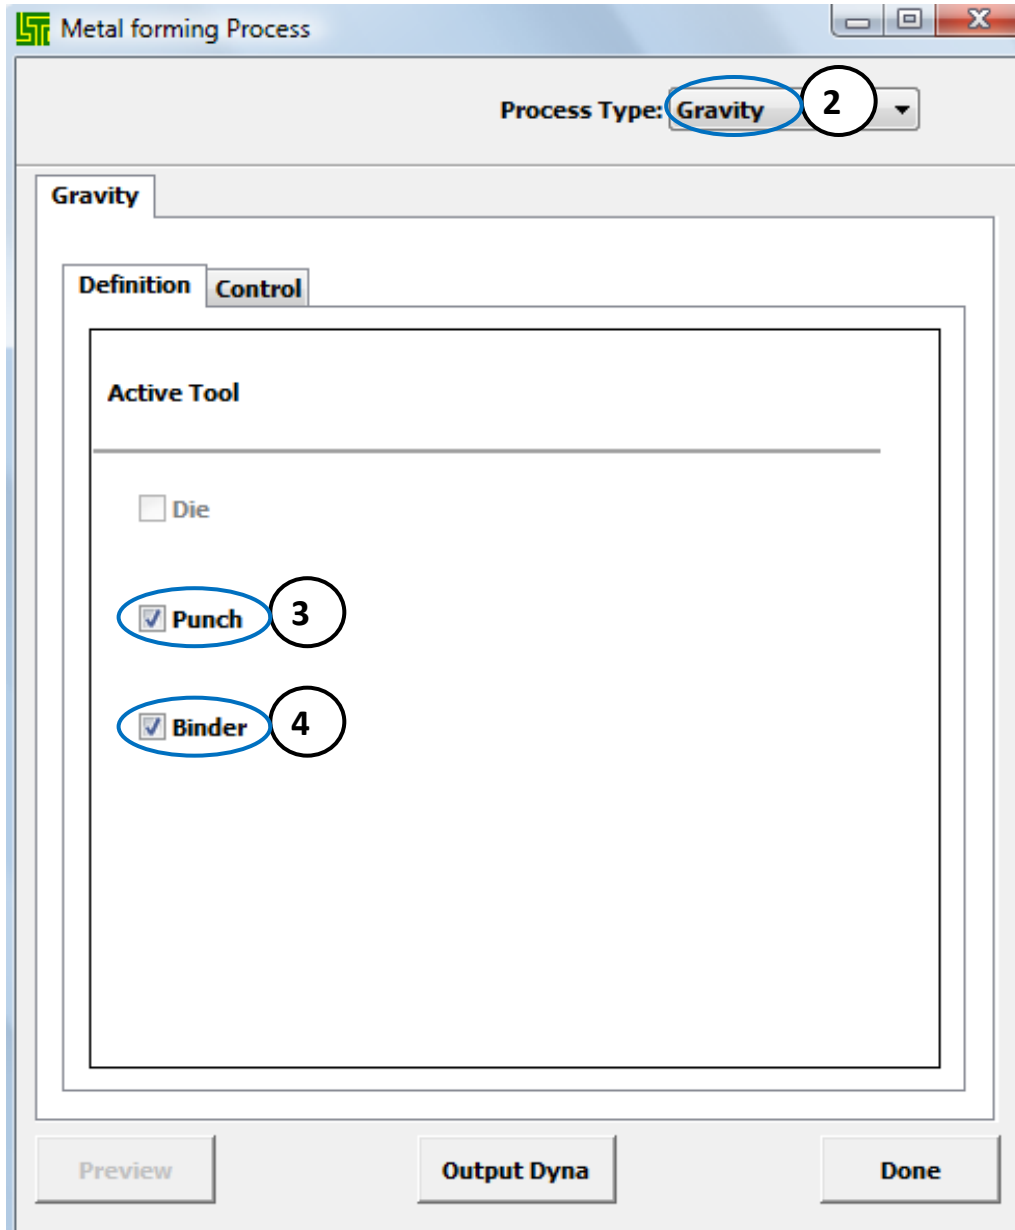 Metal forming Process
Process Type: Gravity 2
Gravity
Definition Control
Active Tool
Die
Punch 3
Binder 4
Preview Output Dyna Done